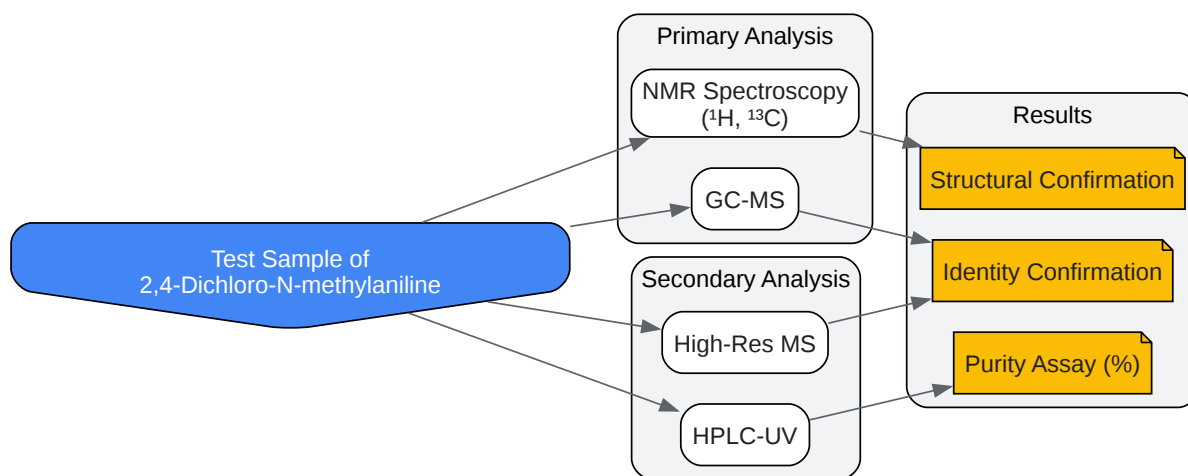 Test Sample of
2,4-Dichloro-N-methylaniline
Primary Analysis
NMR Spectroscopy
(¹H, ¹³C)
GC-MS
Secondary Analysis
High-Res MS
HPLC-UV
Results
Structural Confirmation
Identity Confirmation
Purity Assay (%)